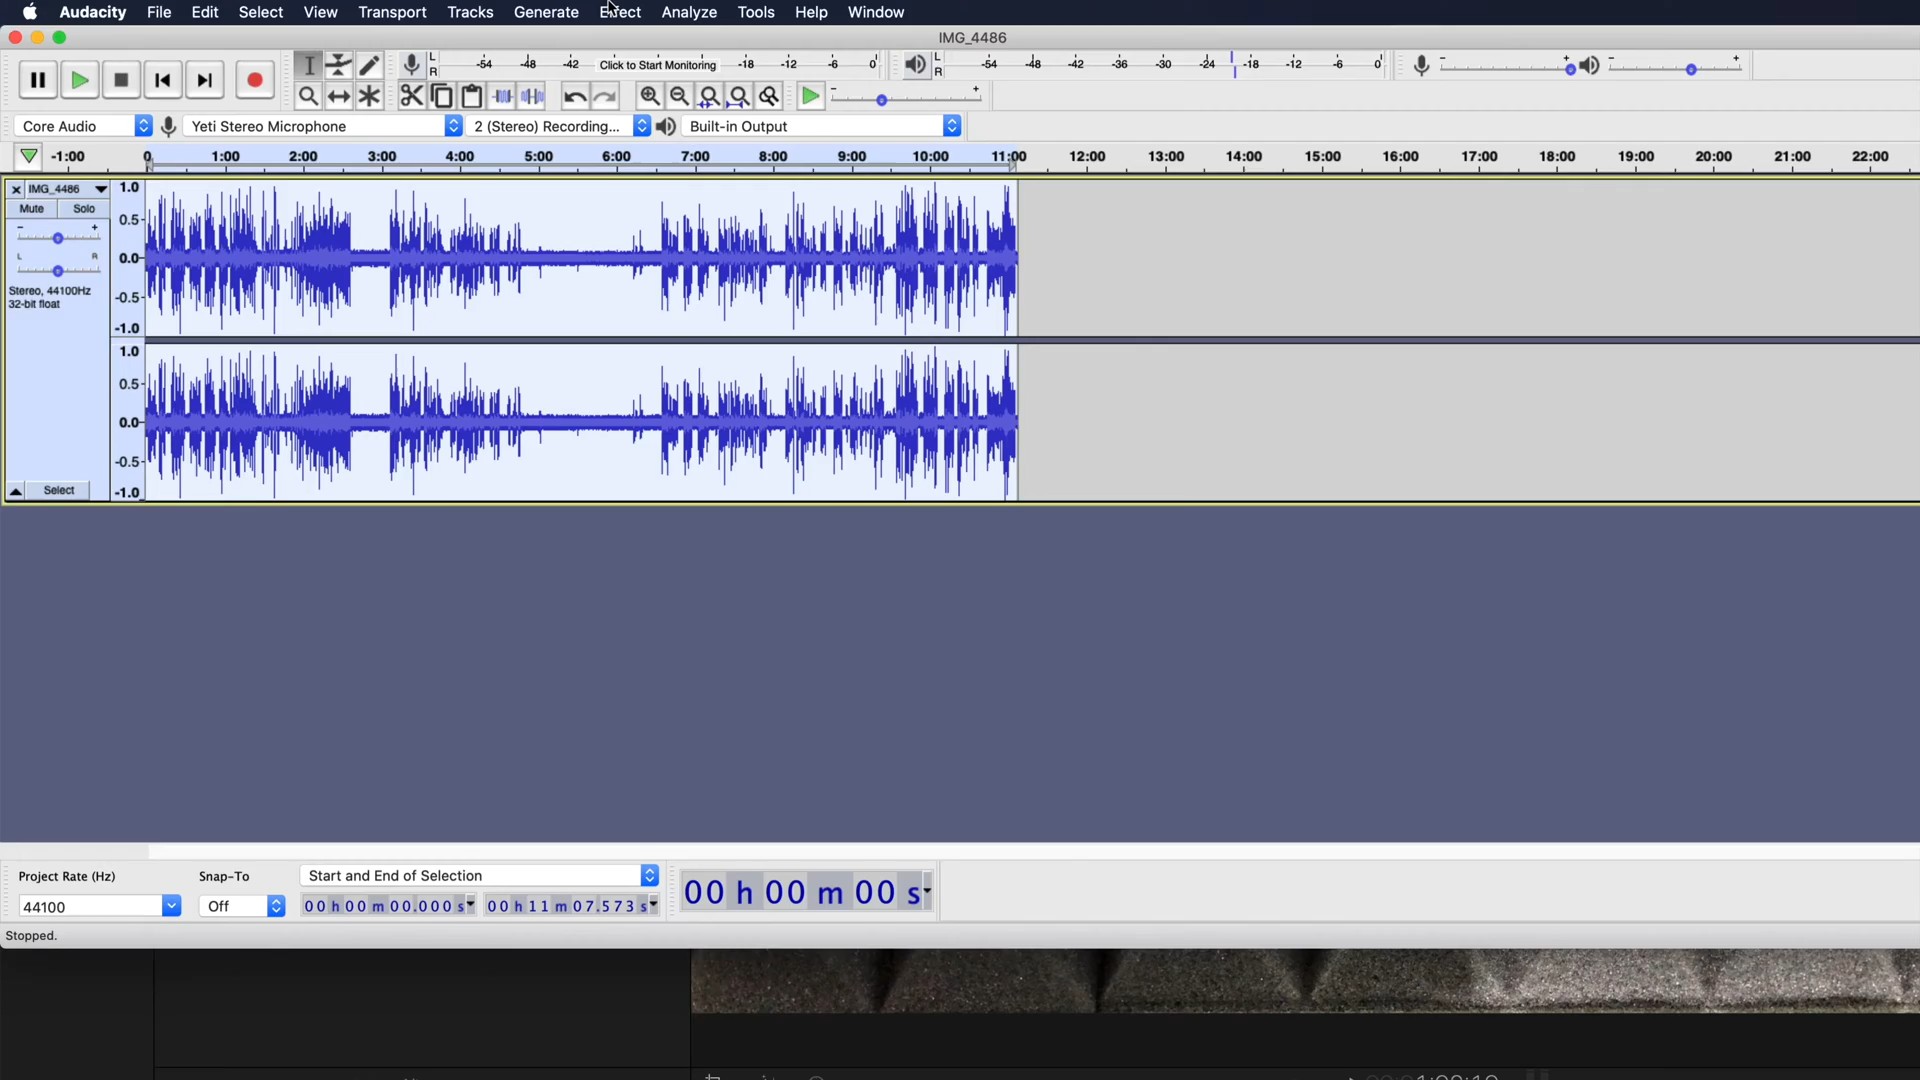 Audacity File Edit Select View Transport Tracks Generate Effect Analyze Tools Help Window
IMG_4486
L
R
-54 -48 -42 Click to Start Monitoring -18 -12 -6 0
L
R
-54 -48 -42 -36 -30 -24 -18 -12 -6 0
- +
- +
- +
Core Audio Yeti Stereo Microphone 2 (Stereo) Recording... Built-in Output
-1:00 0 1:00 2:00 3:00 4:00 5:00 6:00 7:00 8:00 9:00 10:00 11:00 12:00 13:00 14:00 15:00 16:00 17:00 18:00 19:00 20:00 21:00 22:00
IMG_4486
Mute Solo
- +
L R
Stereo, 44100Hz
32-bit float
Select
1.0
0.5
0.0
-0.5
-1.0
1.0
0.5
0.0
-0.5
-1.0
Project Rate (Hz) Snap-To Start and End of Selection
44100 Off 00 h 00 m 00.000 s 00 h 11 m 07.573 s
00 h 00 m 00 s
Stopped.